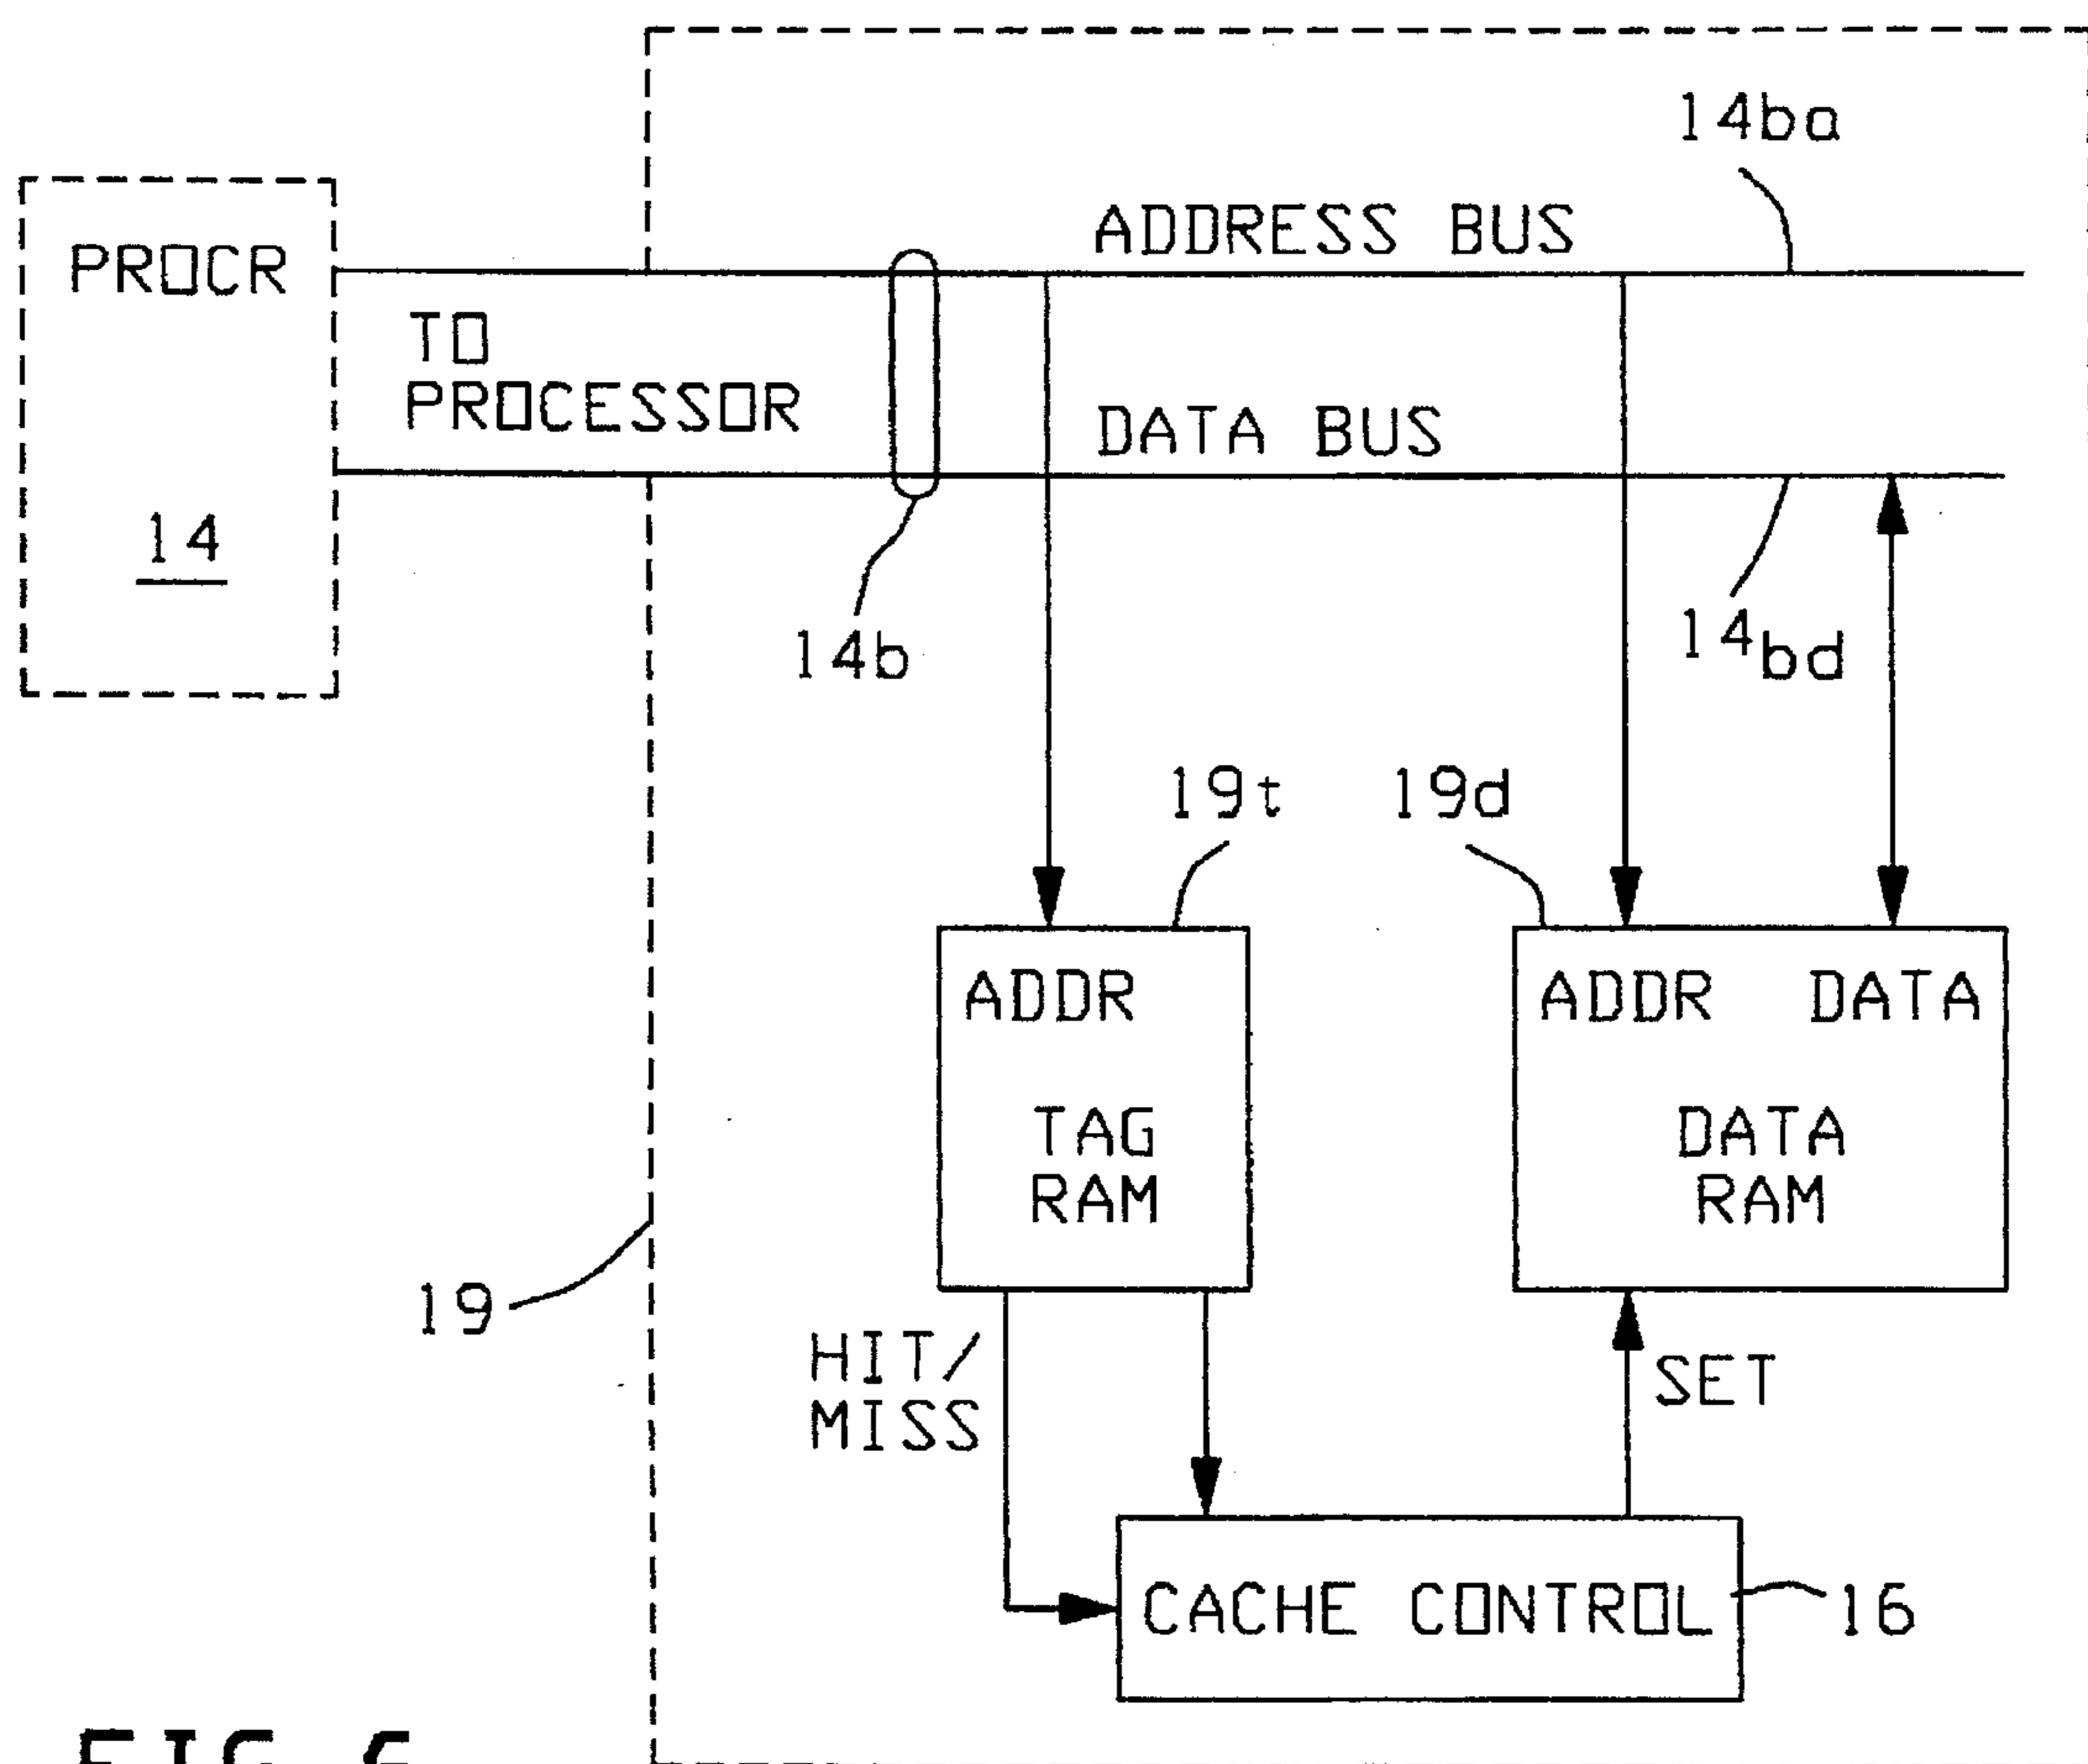 14ba
ADDRESS BUS
PROCR
TO
PROCESSOR
DATA BUS
14
14b
14bd
19t
19d
ADDR
ADDR DATA
TAG
RAM
DATA
RAM
19
HIT/
MISS
SET
CACHE CONTROL
16